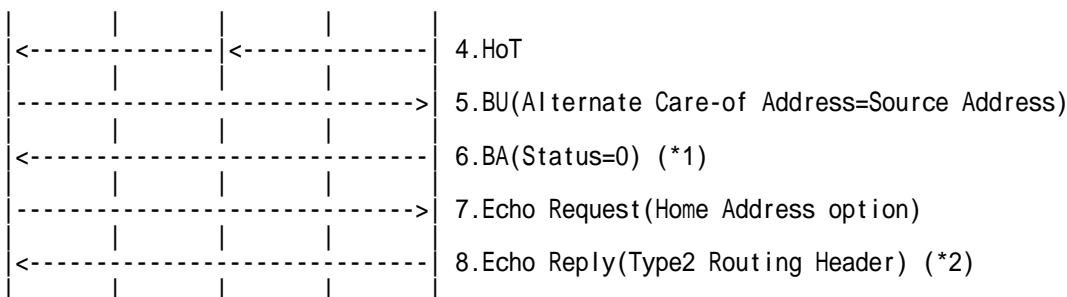 4.HoT
5.BU(Alternate Care-of Address=Source Address)
6.BA(Status=0) (*1)
7.Echo Request(Home Address option)
8.Echo Reply(Type2 Routing Header) (*2)